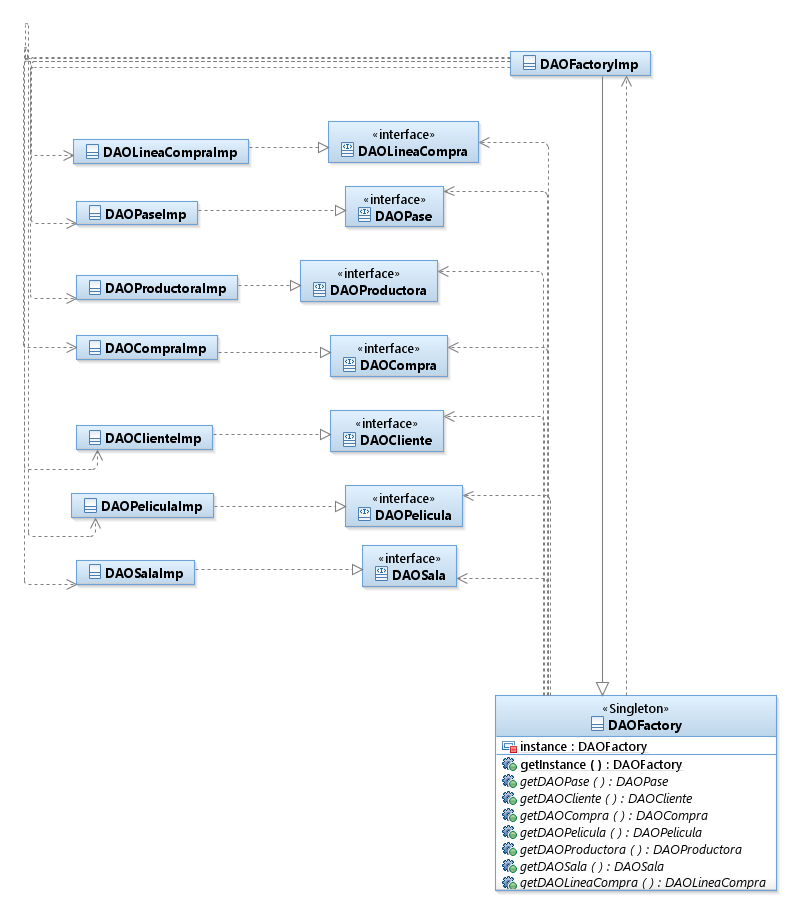 DAOFactoryImp
«interface»
DAOLineaCompraImp
DAOLineaCompra
«interface»
DAOPaseImp
DAOPase
«interface»
DAOProductoraImp
DAOProductora
«interface»
DAOCompraImp
DAOCompra
«interface»
DAOClienteImp
DAOCliente
«interface»
DAOPeliculaImp
DAOPelicula
«interface»
DAOSalaImp
DAOSala
«Singleton»
DAOFactory
instance : DAOFactory
getInstance ( ) : DAOFactory
getDAOPase ( ) : DAOPase
getDAOCliente ( ) : DAOCliente
getDAOCompra ( ) : DAOCompra
getDAOPelicula ( ) : DAOPelicula
getDAOProductora ( ) : DAOProductora
getDAOSala ( ) : DAOSala
getDAOLineaCompra ( ) : DAOLineaCompra